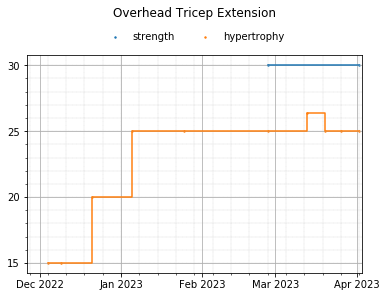 Overhead Tricep Extension
strength hypertrophy
30
25
20
15
Dec 2022 Jan 2023 Feb 2023 Mar 2023 Apr 2023